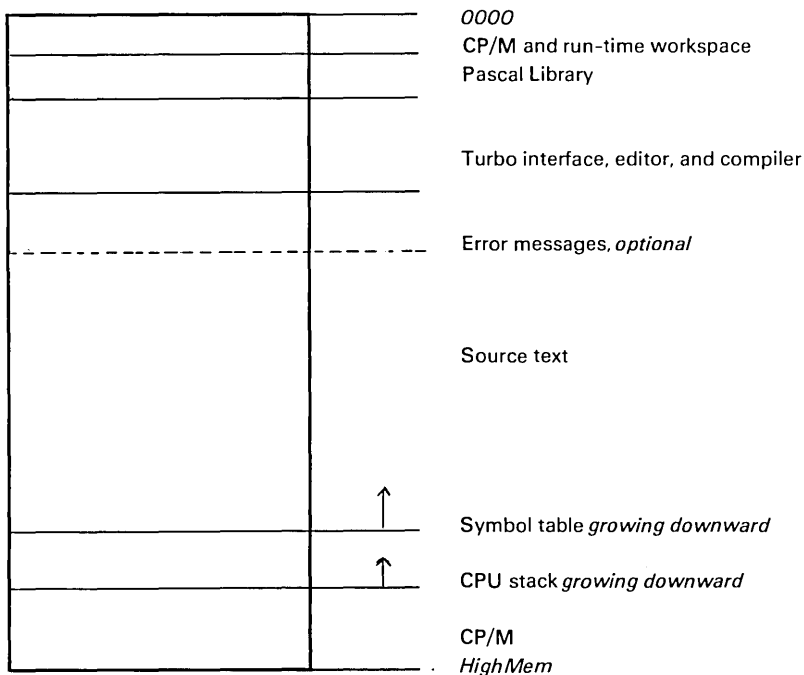 0000
CP/M and run-time workspace
Pascal Library
Turbo interface, editor, and compiler
Error messages, optional
Source text
Symbol table growing downward
CPU stack growing downward
CP/M
HighMem